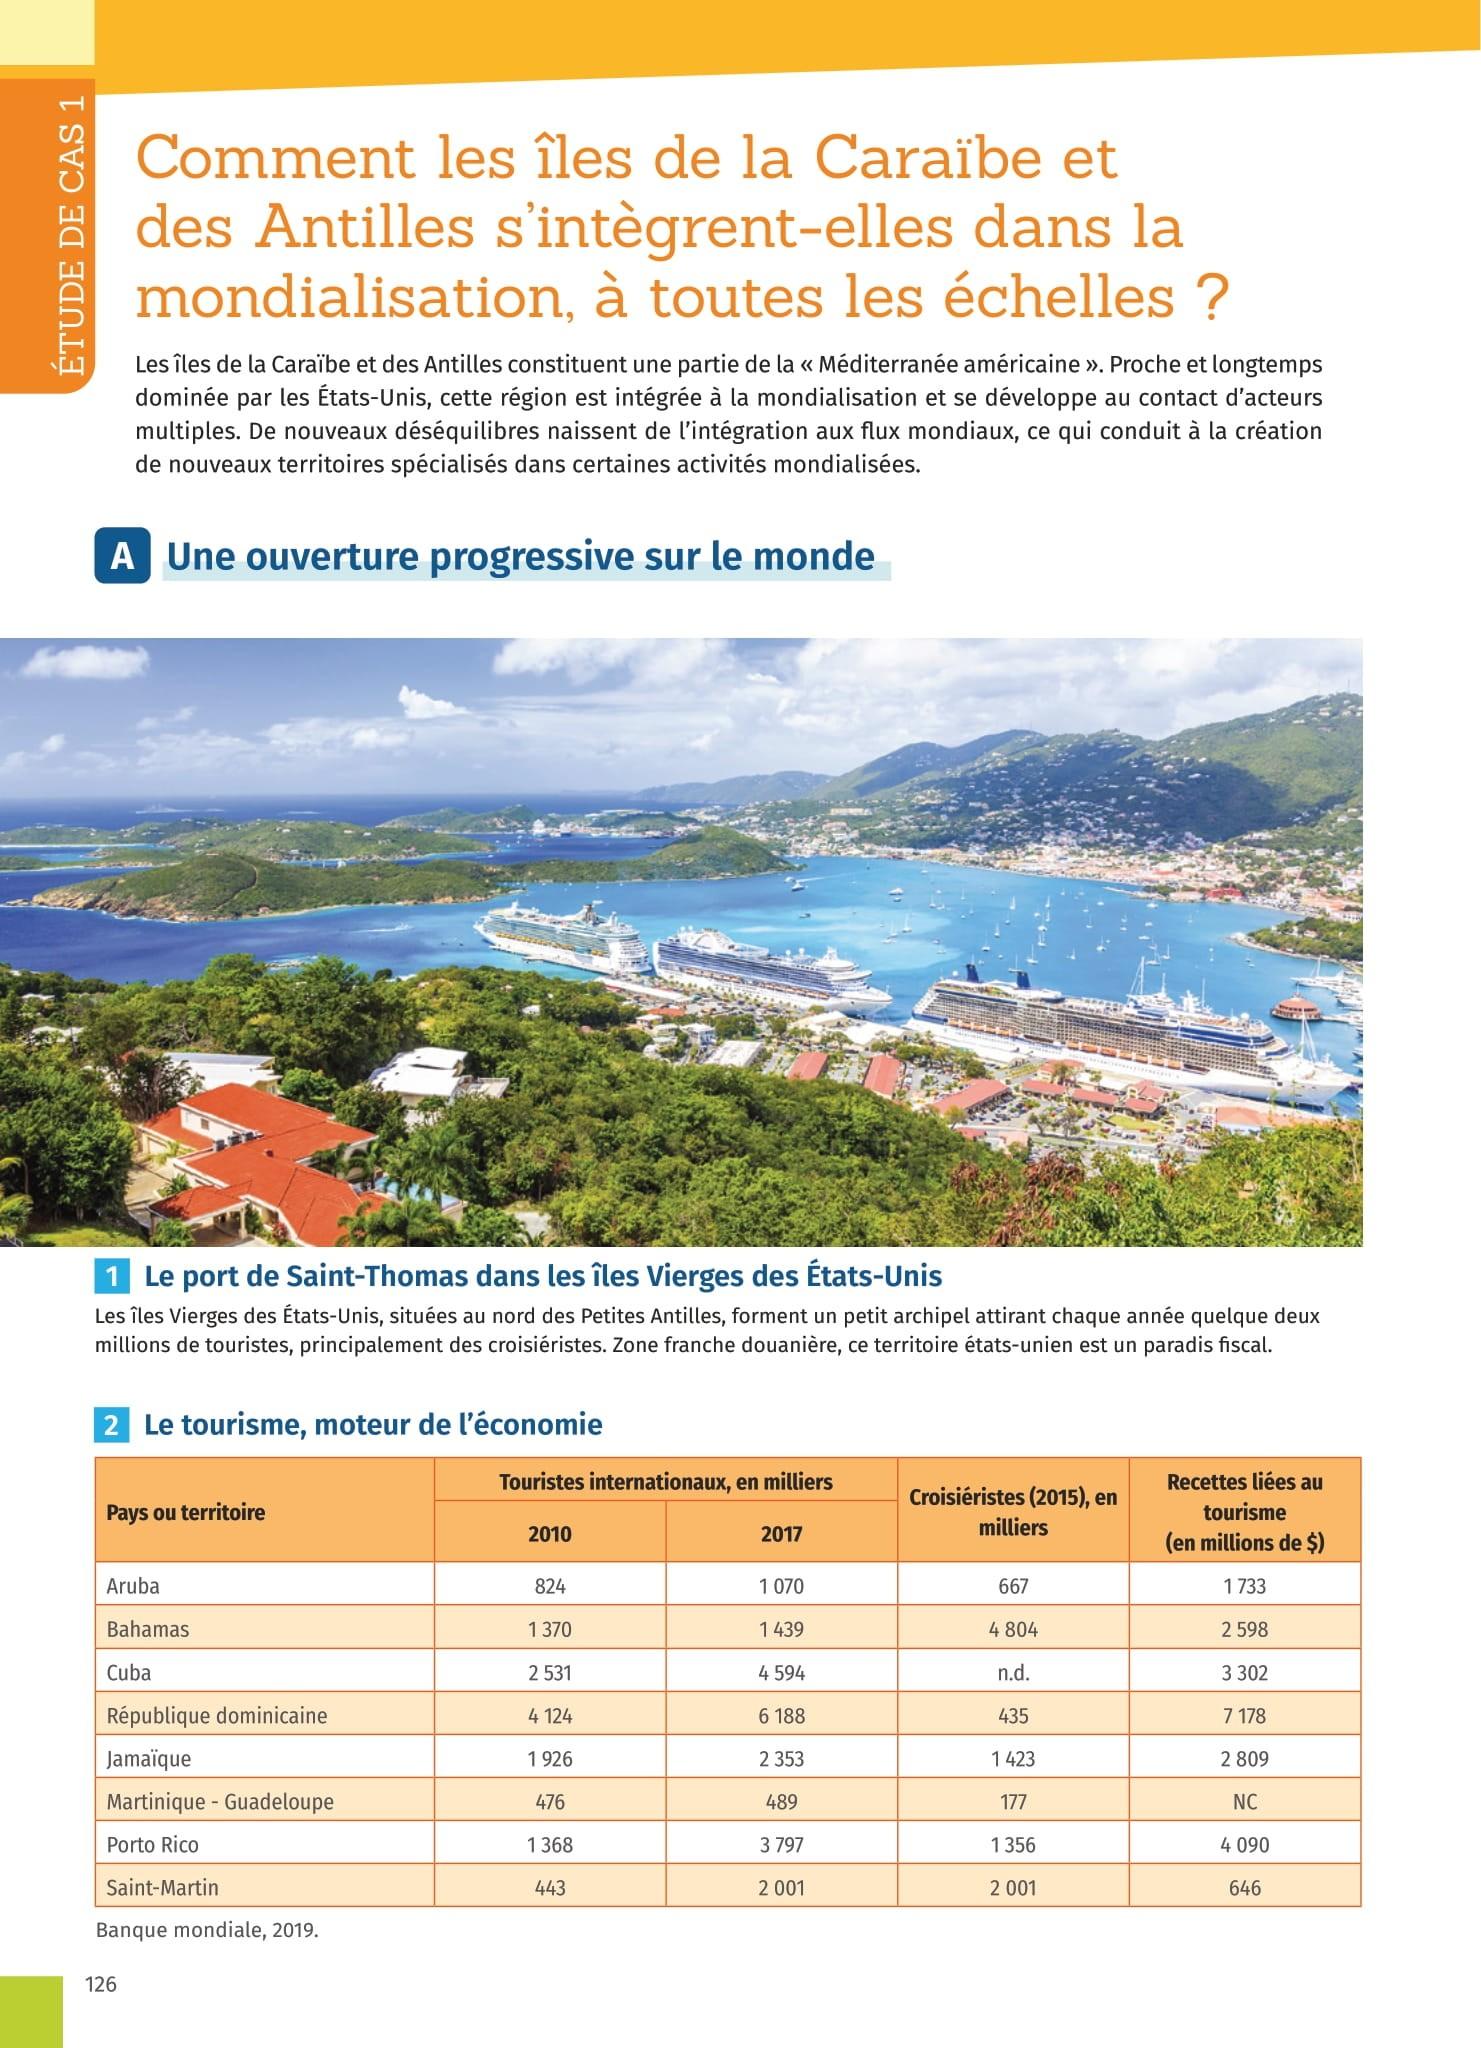 ÉTUDE DE CAS 1
Comment les îles de la Caraïbe et
des Antilles s'intègrent-elles dans la
mondialisation, à toutes les échelles ?
Les îles de la Caraïbe et des Antilles constituent une partie de la « Méditerranée américaine ». Proche et longtemps
dominée par les États-Unis, cette région est intégrée à la mondialisation et se développe au contact d'acteurs
multiples. De nouveaux déséquilibres naissent de l'intégration aux flux mondiaux, ce qui conduit à la création
de nouveaux territoires spécialisés dans certaines activités mondialisées.
A Une ouverture progressive sur le monde
1 Le port de Saint-Thomas dans les îles Vierges des États-Unis
Les îles Vierges des États-Unis, situées au nord des Petites Antilles, forment un petit archipel attirant chaque année quelque deux
millions de touristes, principalement des croisiéristes. Zone franche douanière, ce territoire états-unien est un paradis fiscal.
2 Le tourisme, moteur de l'économie
Pays ou territoire
Touristes internationaux, en milliers
2010 2017
Croisiéristes (2015), en
milliers
Recettes liées au
tourisme
(en millions de $)
Aruba 824 1 070 667 1 733
Bahamas 1 370 1 439 4 804 2 598
Cuba 2 531 4 594 n.d. 3 302
République dominicaine 4 124 6 188 435 7 178
Jamaïque 1 926 2 353 1 423 2 809
Martinique - Guadeloupe 476 489 177 NC
Porto Rico 1 368 3 797 1 356 4 090
Saint-Martin 443 2 001 2 001 646
Banque mondiale, 2019.
126